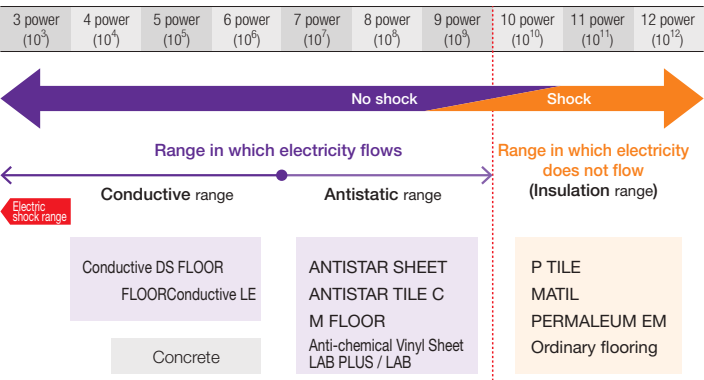 3 power 4 power 5 power 6 power 7 power 8 power 9 power 10 power 11 power 12 power
(10³) (10⁴) (10⁵) (10⁶) (10⁷) (10⁸) (10⁹) (10¹⁰) (10¹¹) (10¹²)
No shock Shock
Range in which electricity flows
Range in which electricity
does not flow
(Insulation range)
Conductive range Antistatic range
Electric
shock range
Conductive DS FLOOR
FLOORConductive LE
Concrete
ANTISTAR SHEET
ANTISTAR TILE C
M FLOOR
Anti-chemical Vinyl Sheet
LAB PLUS / LAB
P TILE
MATIL
PERMALEUM EM
Ordinary flooring